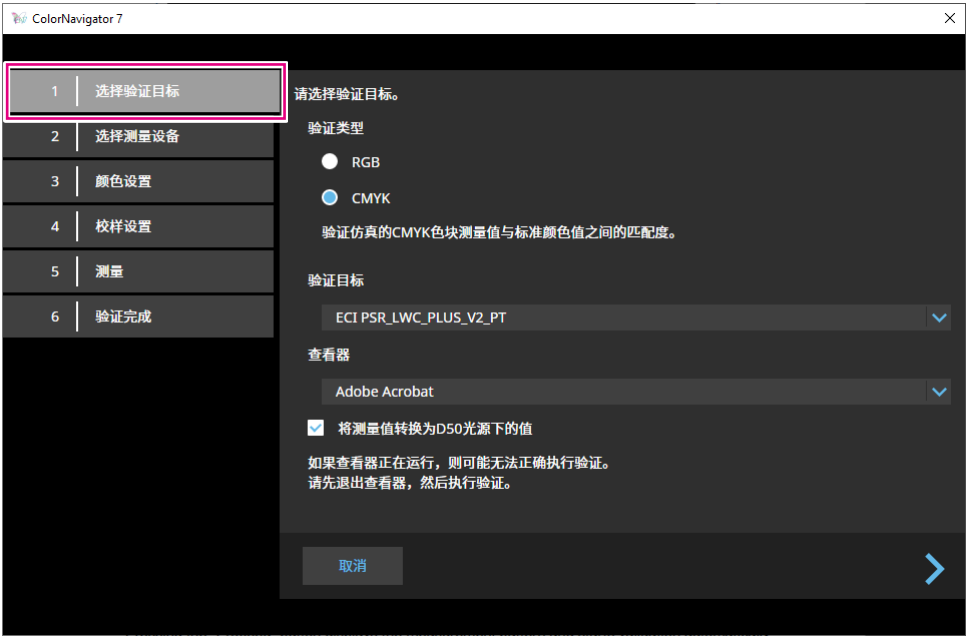 ColorNavigator 7
1 选择验证目标
2 选择测量设备
3 颜色设置
4 校样设置
5 测量
6 验证完成
请选择验证目标。
验证类型
RGB
CMYK
验证仿真的CMYK色块测量值与标准颜色值之间的匹配度。
验证目标
ECI PSR_LWC_PLUS_V2_PT
查看器
Adobe Acrobat
将测量值转换为D50光源下的值
如果查看器正在运行，则可能无法正确执行验证。
请先退出查看器，然后执行验证。
取消